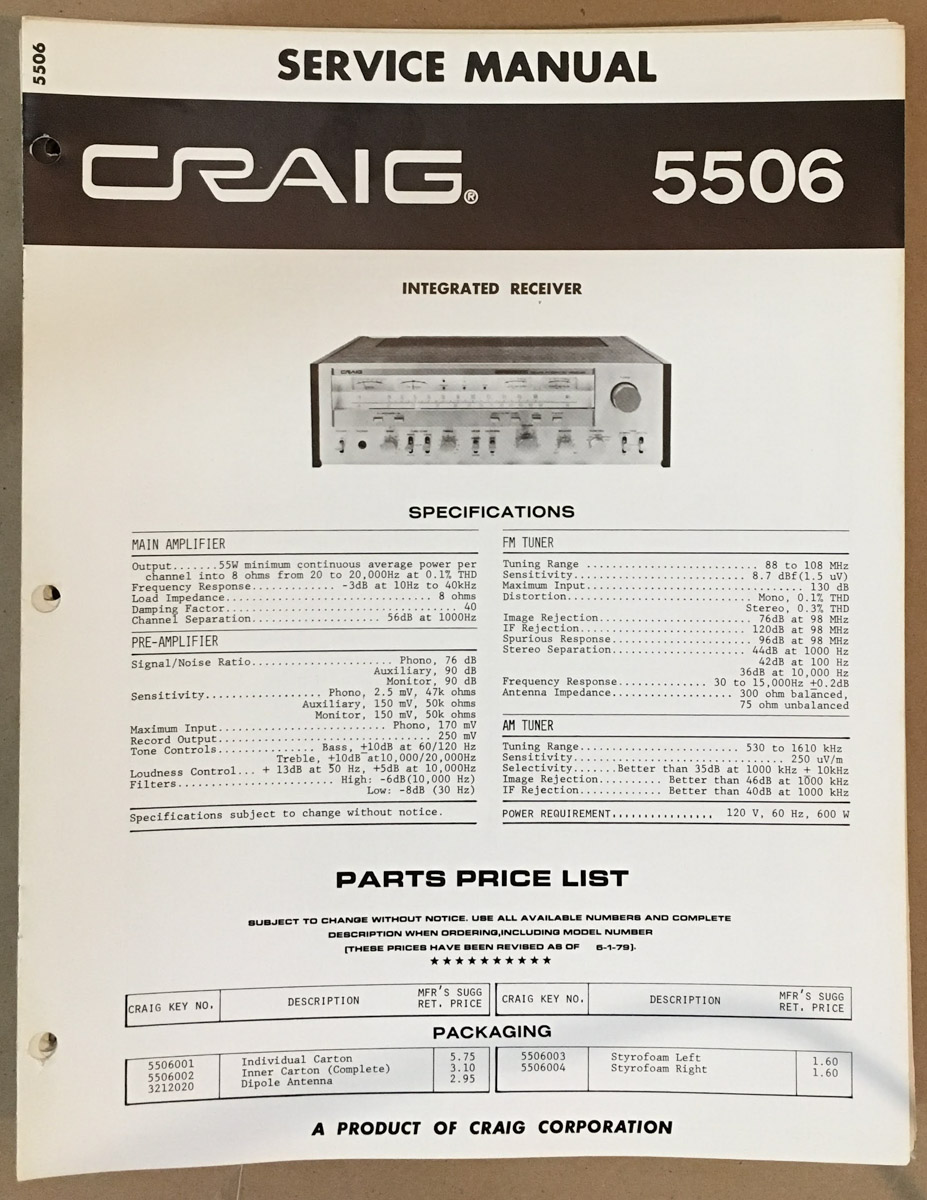 5506
SERVICE MANUAL
CRAIG® 5506
INTEGRATED RECEIVER
CRAIG
SPECIFICATIONS
MAIN AMPLIFIER
Output.......55W minimum continuous average power per
channel into 8 ohms from 20 to 20,000Hz at 0.1% THD
Frequency Response.......... -3dB at 10Hz to 40kHz
Load Impedance .............................. 8 ohms
Damping Factor................................. 40
Channel Separation.................... 56dB at 1000Hz
PRE-AMPLIFIER
Signal/Noise Ratio..................... Phono, 76 dB
Auxiliary, 90 dB
Monitor, 90 dB
Sensitivity................ Phono, 2.5 mV, 47k ohms
Auxiliary, 150 mV, 50k ohms
Monitor, 150 mV, 50k ohms
Maximum Input......................... Phono, 170 mV
Record Output................................ 250 mV
Tone Controls............. Bass, ±10dB at 60/120 Hz
Treble, ±10dB at10,000/20,000Hz
Loudness Control... + 13dB at 50 Hz, +5dB at 10,000Hz
Filters....................... High: -6dB(10,000 Hz)
Low: -8dB (30 Hz)
Specifications subject to change without notice.
FM TUNER
Tuning Range ......................... 88 to 108 MHz
Sensitivity.......................... 8.7 dBf(1.5 uV)
Maximum Input................................ 130 dB
Distortion............................ Mono, 0.1% THD
Stereo, 0.3% THD
Image Rejection....................... 76dB at 98 MHz
IF Rejection......................... 120dB at 98 MHz
Spurious Response.................... 96dB at 98 MHz
Stereo Separation.................... 44dB at 1000 Hz
42dB at 100 Hz
36dB at 10,000 Hz
Frequency Response............. 30 to 15,000Hz ±0.2dB
Antenna Impedance.................. 300 ohm balanced,
75 ohm unbalanced
AM TUNER
Tuning Range........................ 530 to 1610 kHz
Sensitivity................................ 250 uV/m
Selectivity.......Better than 35dB at 1000 kHz ± 10kHz
Image Rejection......... Better than 46dB at 1000 kHz
IF Rejection............ Better than 40dB at 1000 kHz
POWER REQUIREMENT................ 120 V, 60 Hz, 600 W
PARTS PRICE LIST
SUBJECT TO CHANGE WITHOUT NOTICE. USE ALL AVAILABLE NUMBERS AND COMPLETE
DESCRIPTION WHEN ORDERING,INCLUDING MODEL NUMBER
(THESE PRICES HAVE BEEN REVISED AS OF 6-1-79).
★★★★★★★★★★
CRAIG KEY NO. DESCRIPTION MFR'S SUGG RET. PRICE CRAIG KEY NO. DESCRIPTION MFR'S SUGG RET. PRICE
PACKAGING
5506001 Individual Carton 5.75 5506003 Styrofoam Left 1.60
5506002 Inner Carton (Complete) 3.10 5506004 Styrofoam Right 1.60
3212020 Dipole Antenna 2.95
A PRODUCT OF CRAIG CORPORATION